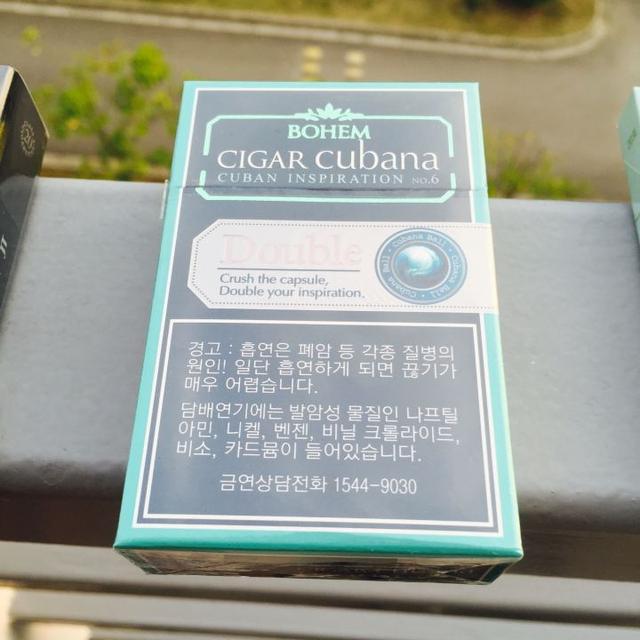 BOHEM
CIGAR cubana
CUBAN INSPIRATION NO.6
Double
Crush the capsule,
Double your inspiration.
Cubana Ball · Cubana Ball · Cubana Ball
경고 : 흡연은 폐암 등 각종 질병의
원인! 일단 흡연하게 되면 끊기가
매우 어렵습니다.
담배연기에는 발암성 물질인 나프틸
아민, 니켈, 벤젠, 비닐 크롤라이드,
비소, 카드뮴이 들어있습니다.
금연상담전화 1544-9030